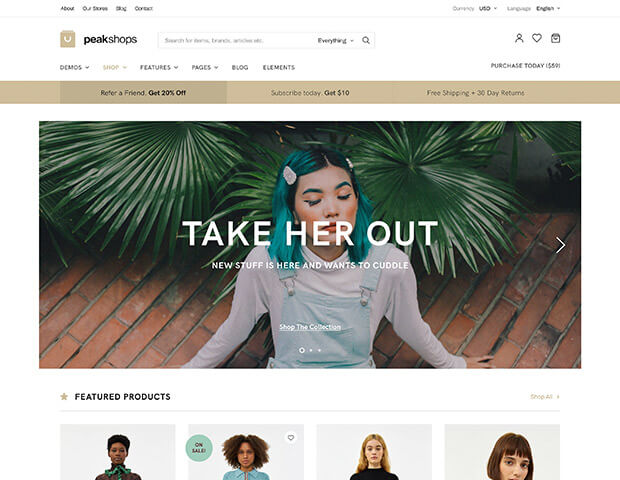 About Our Stores Blog Contact Currency USD Language English
peakshops Search for items, brands, articles etc. Everything
DEMOS SHOP FEATURES PAGES BLOG ELEMENTS PURCHASE TODAY ($59)
Refer a Friend. Get 20% Off Subscribe today. Get $10 Free Shipping + 30 Day Returns
TAKE HER OUT
NEW STUFF IS HERE AND WANTS TO CUDDLE
Shop The Collection
FEATURED PRODUCTS Shop All
ON
SALE!